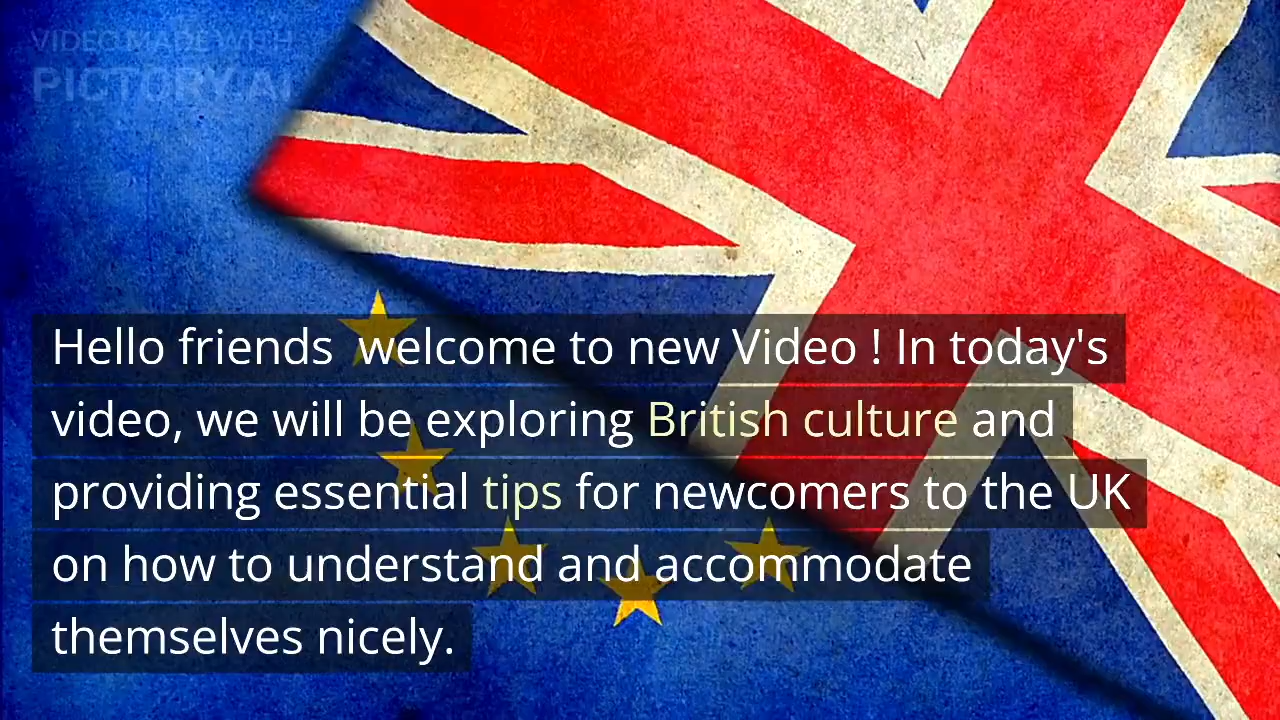 VIDEO MADE WITH
PICTORY.AI
Hello friends  welcome to new Video ! In today's
video, we will be exploring British culture and
providing essential tips for newcomers to the UK
on how to understand and accommodate
themselves nicely.